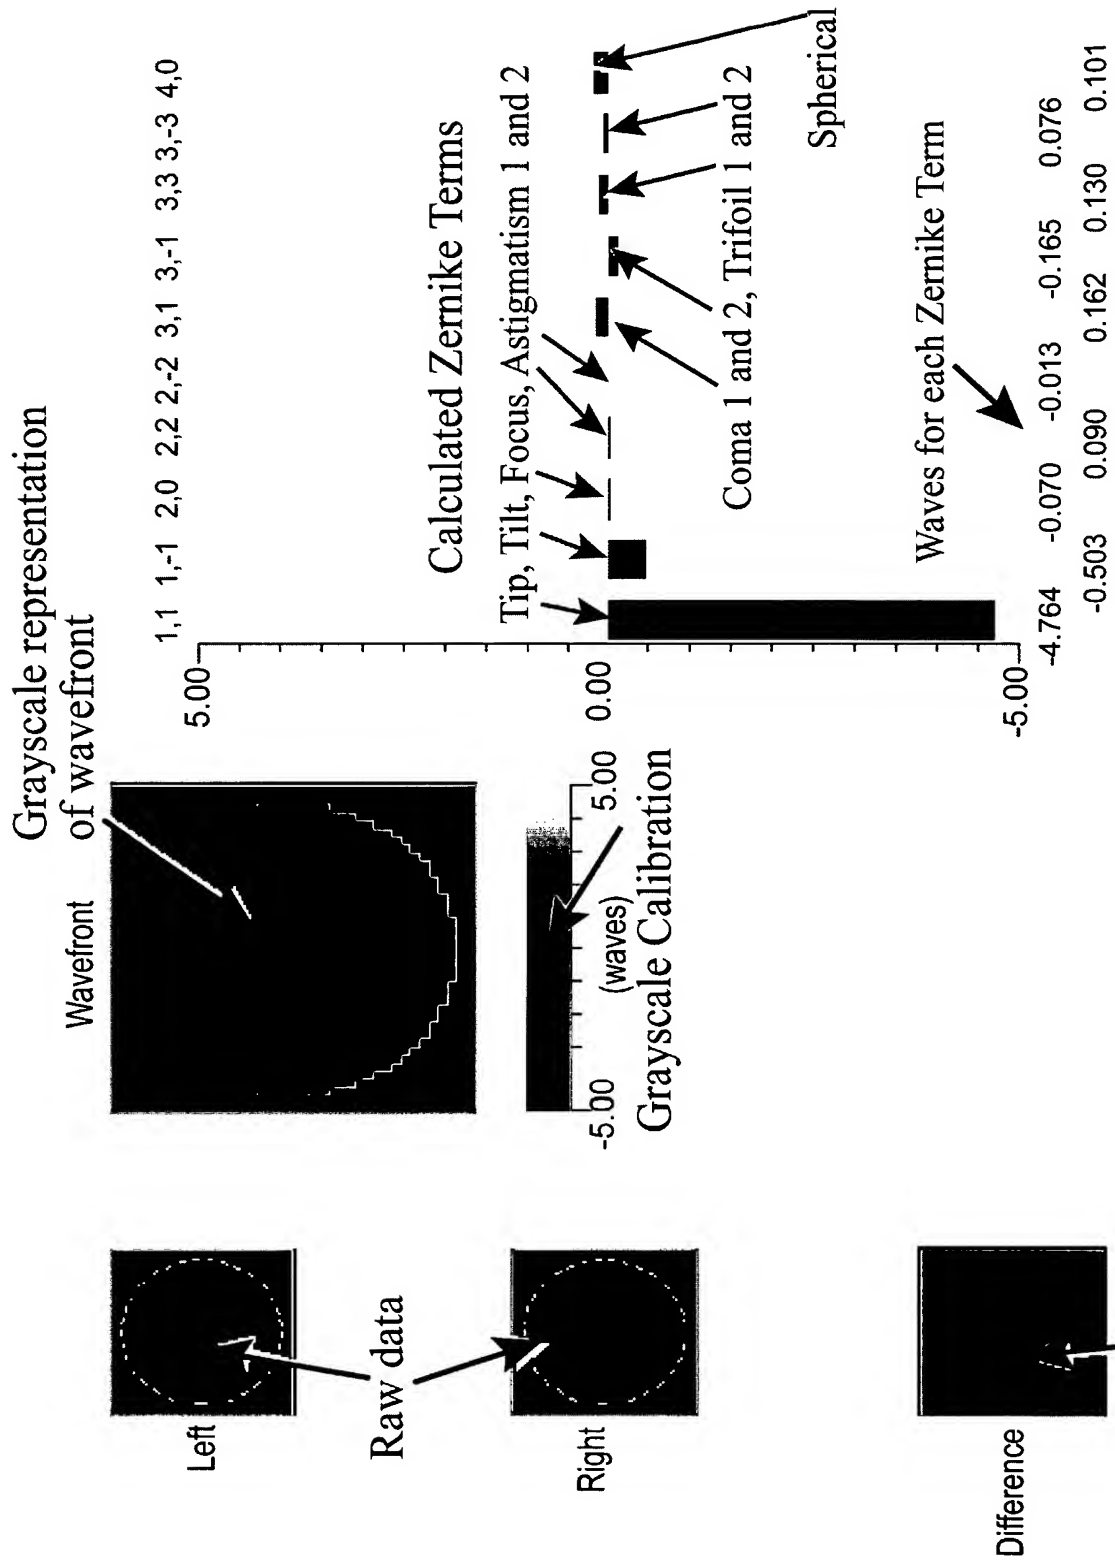 Left
Raw data
Right
Difference
Grayscale representation
of wavefront
Wavefront
-5.00 5.00
(waves)
Grayscale Calibration
1,1 1,-1 2,0 2,2 2,-2 3,1 3,-1 3,3 3,-3 4,0
5.00
Calculated Zernike Terms
Tip, Tilt, Focus, Astigmatism 1 and 2
0.00
Coma 1 and 2, Trifoil 1 and 2
Spherical
Waves for each Zernike Term
-5.00
-4.764 -0.070 -0.013 -0.165 0.076
-0.503 0.090 0.162 0.130 0.101